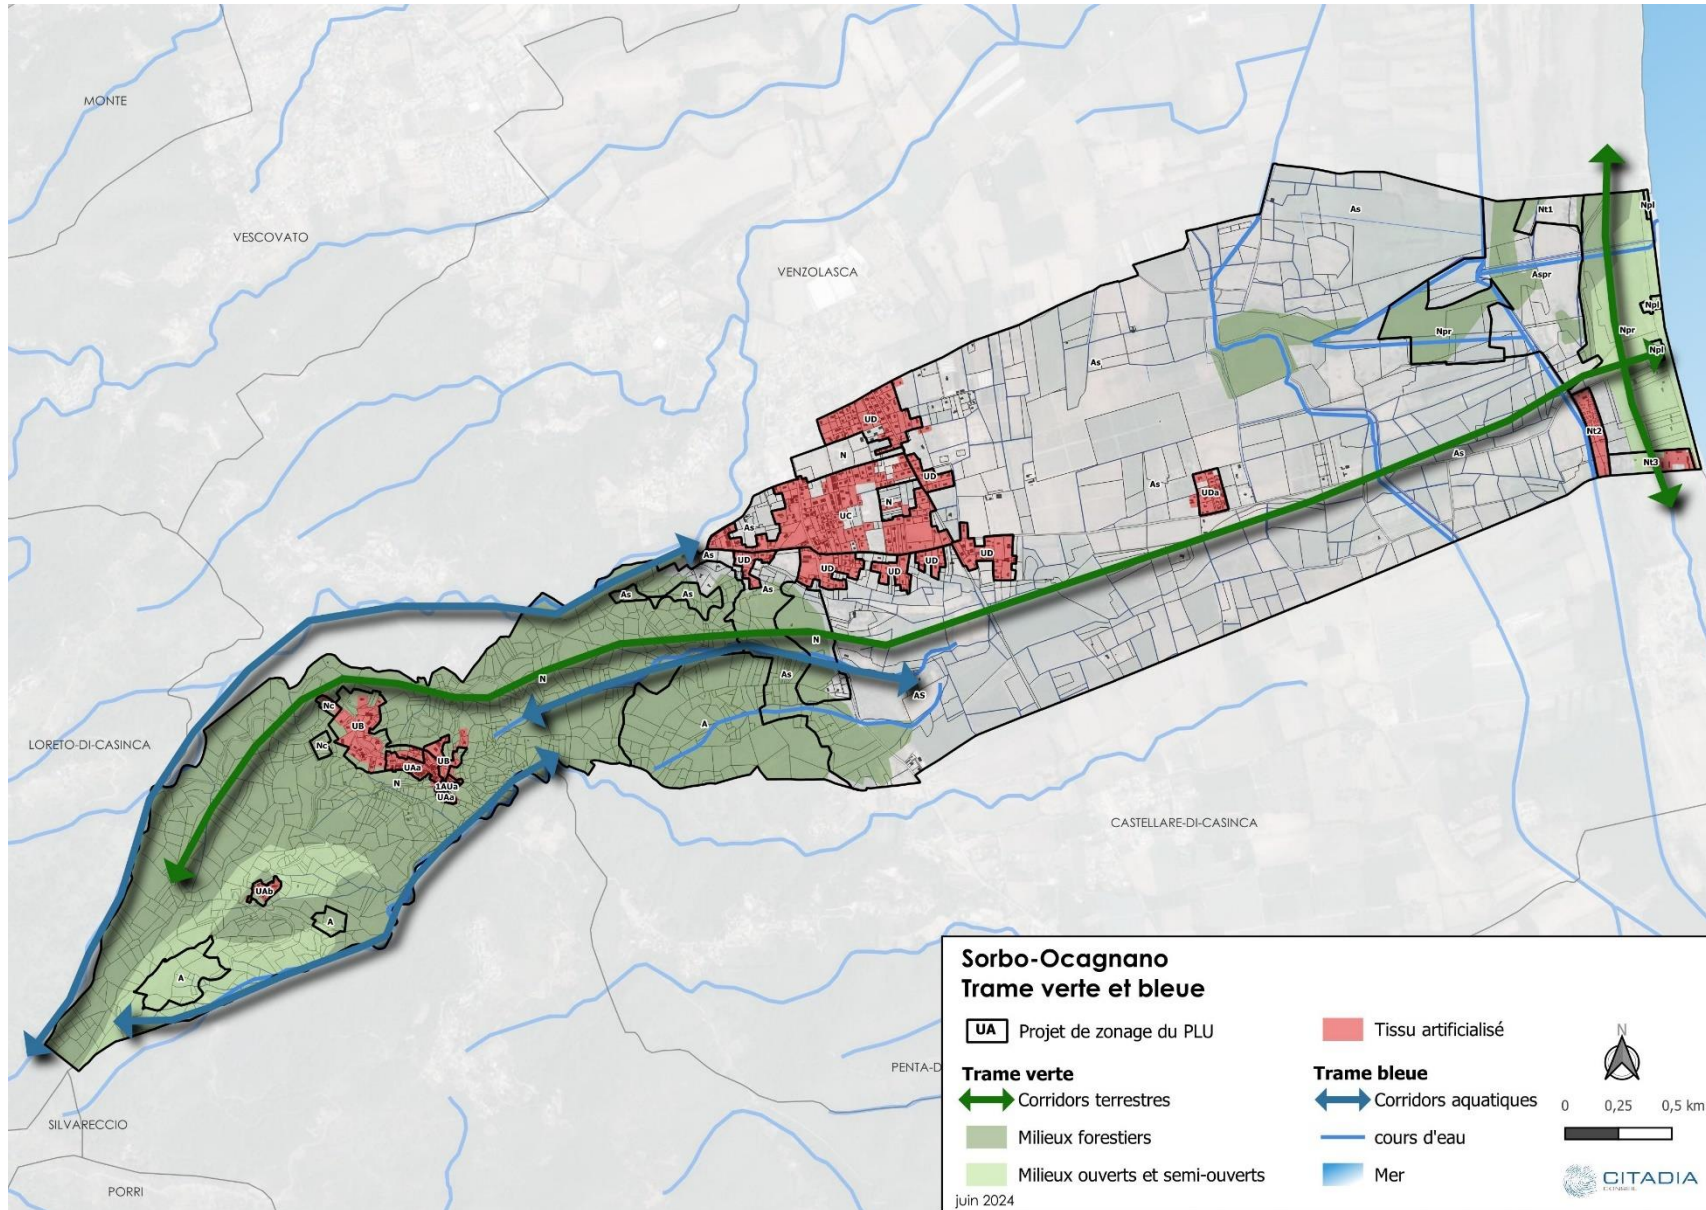 MONTE
VESCOVATO
VENZOLASCA
As
Nt1
Npl
Aspr
Npl
Npr
Npr
Npl
As
UD
N
UD
As
UDa
As
Nt2
Nt3
UC
N
As
As
UD
UD
UD
UD
UD
As
As
As
N
N
As
AS
A
Nc
UB
Nc
UAa
UB
N
1AUa
UAa
LORETO-DI-CASINCA
CASTELLARE-DI-CASINCA
UAb
A
A
PENTA-D
SILVARECCIO
PORRI
Sorbo-Ocagnano
Trame verte et bleue
UA Projet de zonage du PLU
Tissu artificialisé
Trame verte
Corridors terrestres
Milieux forestiers
Milieux ouverts et semi-ouverts
Trame bleue
Corridors aquatiques
cours d'eau
Mer
N
0 0,25 0,5 km
CITADIA
CONSEIL
juin 2024